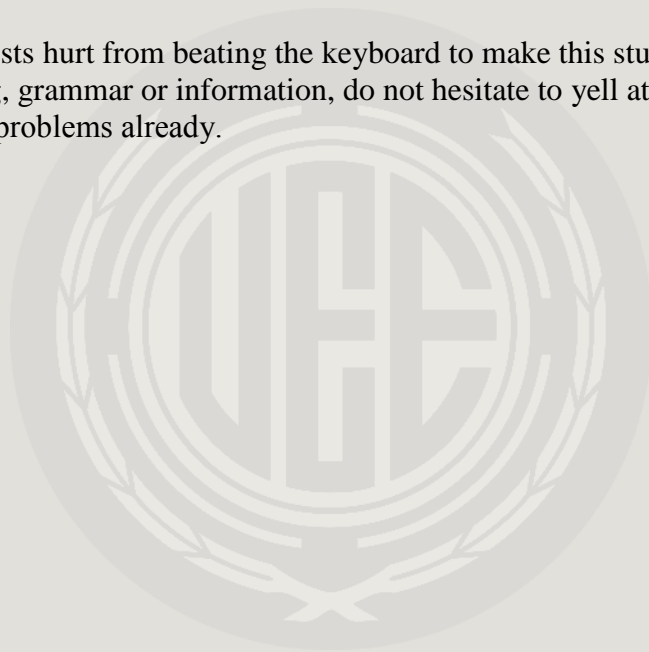 sts hurt from beating the keyboard to make this stu
, grammar or information, do not hesitate to yell at
problems already.
UEE